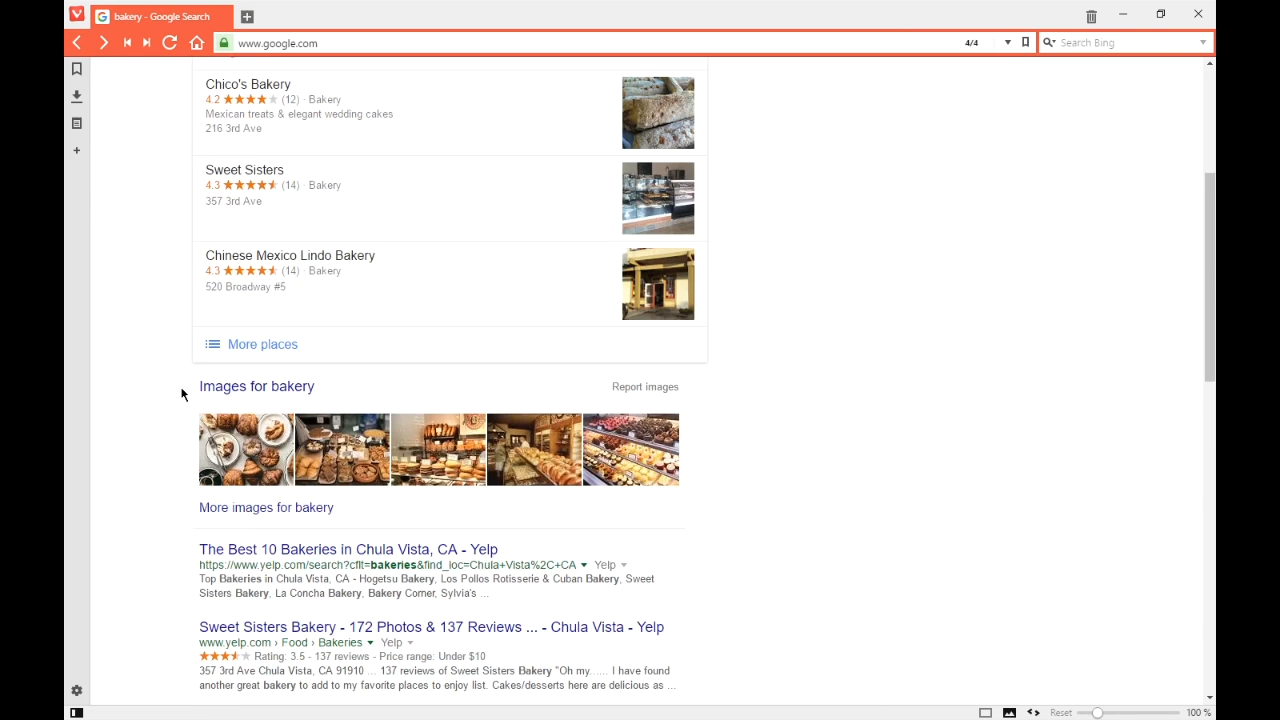 bakery - Google Search
www.google.com
4/4
Search Bing
Chico's Bakery
4.2 ★★★★★ (12) · Bakery
Mexican treats & elegant wedding cakes
216 3rd Ave
Sweet Sisters
4.3 ★★★★★ (14) · Bakery
357 3rd Ave
Chinese Mexico Lindo Bakery
4.3 ★★★★★ (14) · Bakery
520 Broadway #5
More places
Images for bakery
Report images
More images for bakery
The Best 10 Bakeries in Chula Vista, CA - Yelp
https://www.yelp.com/search?cflt=bakeries&find_loc=Chula+Vista%2C+CA ▼ Yelp ▼
Top Bakeries in Chula Vista, CA - Hogetsu Bakery, Los Pollos Rotisserie & Cuban Bakery, Sweet
Sisters Bakery, La Concha Bakery, Bakery Corner, Sylvia's ...
Sweet Sisters Bakery - 172 Photos & 137 Reviews ... - Chula Vista - Yelp
www.yelp.com › Food › Bakeries ▼ Yelp ▼
★★★★★ Rating: 3.5 - 137 reviews - Price range: Under $10
357 3rd Ave Chula Vista, CA 91910 ... 137 reviews of Sweet Sisters Bakery "Oh my...... I have found
another great bakery to add to my favorite places to enjoy list. Cakes/desserts here are delicious as ...
Reset
100 %